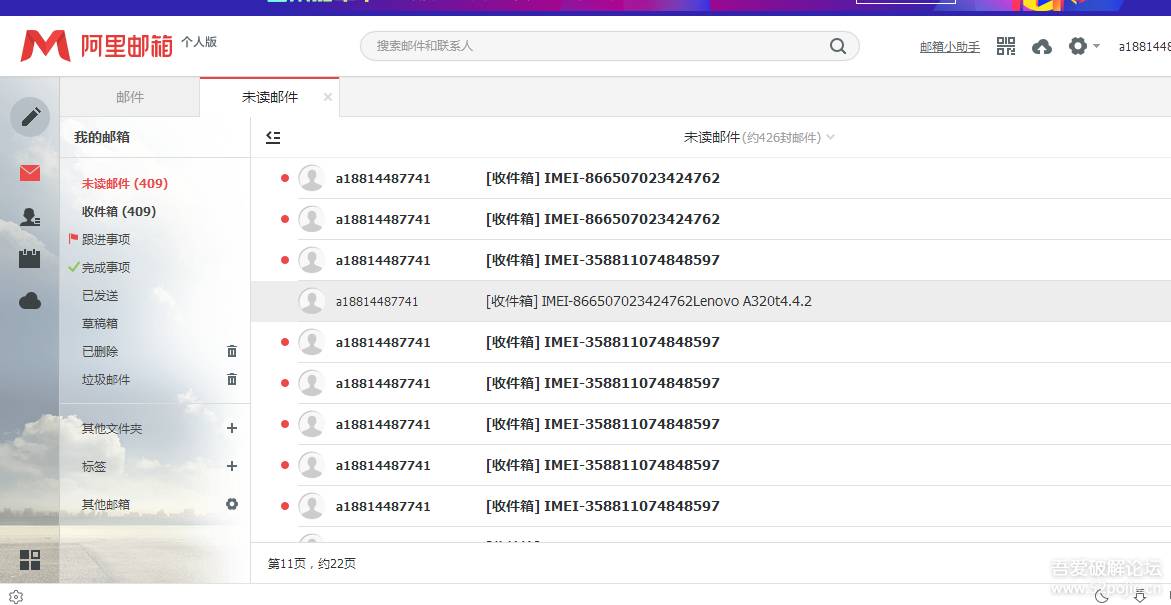 阿里邮箱 个人版
搜索邮件和联系人
邮箱小助手
a1881448
邮件
未读邮件 ×
我的邮箱
未读邮件(约426封邮件)
未读邮件 (409)
收件箱 (409)
跟进事项
完成事项
已发送
草稿箱
已删除
垃圾邮件
其他文件夹 +
标签 +
其他邮箱
a18814487741 [收件箱] IMEI-866507023424762
a18814487741 [收件箱] IMEI-866507023424762
a18814487741 [收件箱] IMEI-358811074848597
a18814487741 [收件箱] IMEI-866507023424762Lenovo A320t4.4.2
a18814487741 [收件箱] IMEI-358811074848597
a18814487741 [收件箱] IMEI-358811074848597
a18814487741 [收件箱] IMEI-358811074848597
a18814487741 [收件箱] IMEI-358811074848597
a18814487741 [收件箱] IMEI-358811074848597
第11页，约22页
吾爱破解论坛
www.52pojie.cn